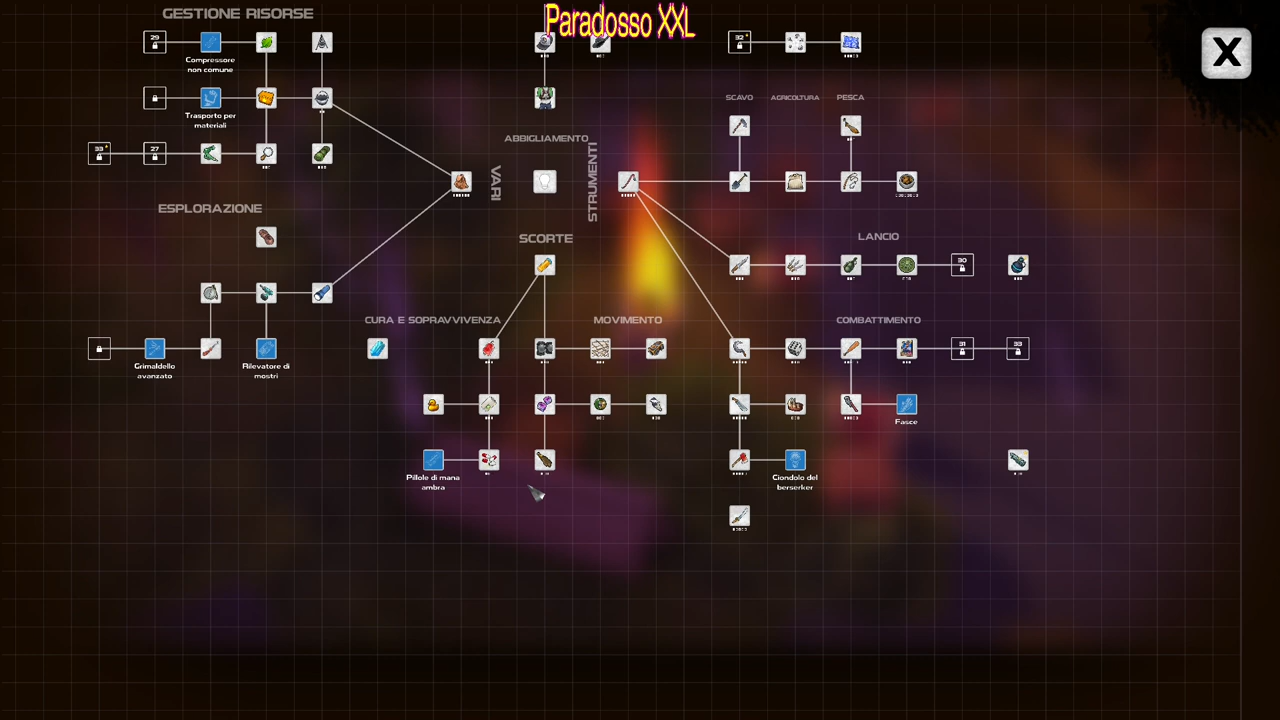 Paradosso XXL
GESTIONE RISORSE
29
32
X
Compressore
non comune
SCAVO
AGRICOLTURA
PESCA
Trasporto per
materiali
ABBIGLIAMENTO
33
27
VARI
STRUMENTI
ESPLORAZIONE
SCORTE
LANCIO
30
CURA E SOPRAVVIVENZA
MOVIMENTO
COMBATTIMENTO
31
33
Grimaldello
avanzato
Rilevatore di
mostri
Fasce
Pillole di mana
ambra
Ciondolo del
berserker